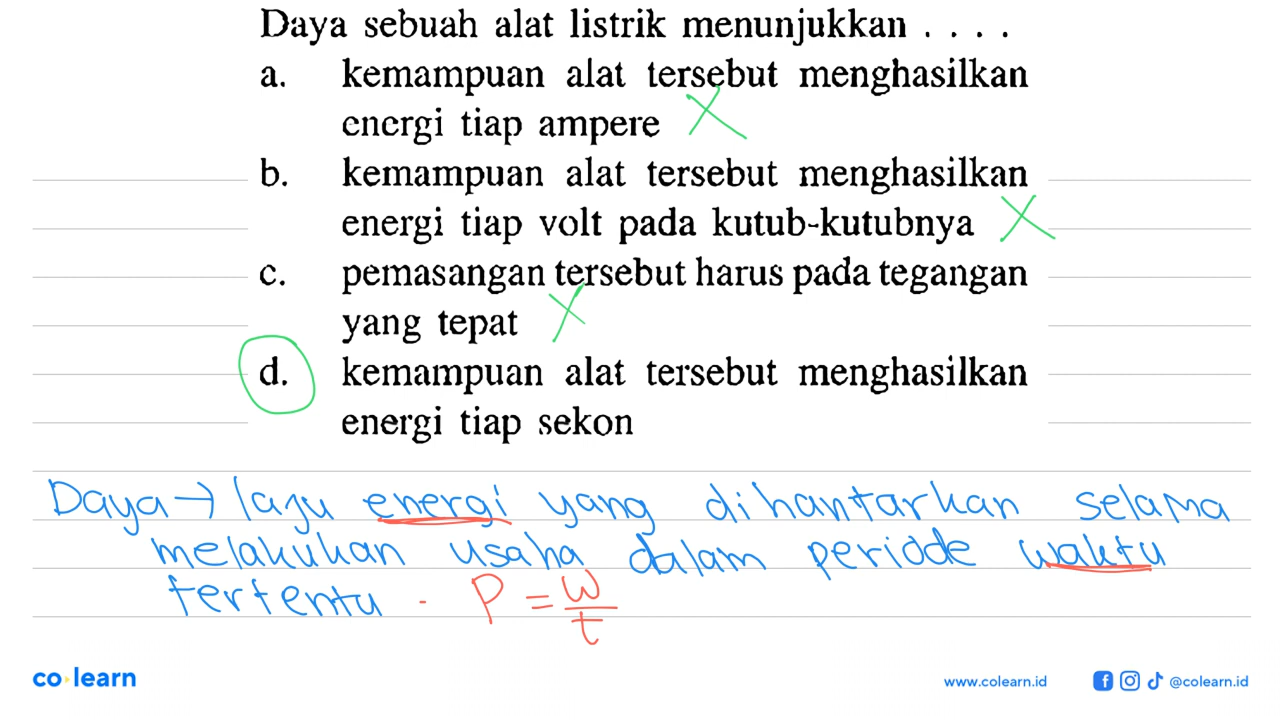 Daya sebuah alat listrik menunjukkan . . . .
a. kemampuan alat tersebut menghasilkan
energi tiap ampere
b. kemampuan alat tersebut menghasilkan
energi tiap volt pada kutub-kutubnya
c. pemasangan tersebut harus pada tegangan
yang tepat
d. kemampuan alat tersebut menghasilkan
energi tiap sekon
Daya → laju energi yang dihantarkan selama
melakukan usaha dalam periode waktu
tertentu . P = W/t
co learn
www.colearn.id @colearn.id